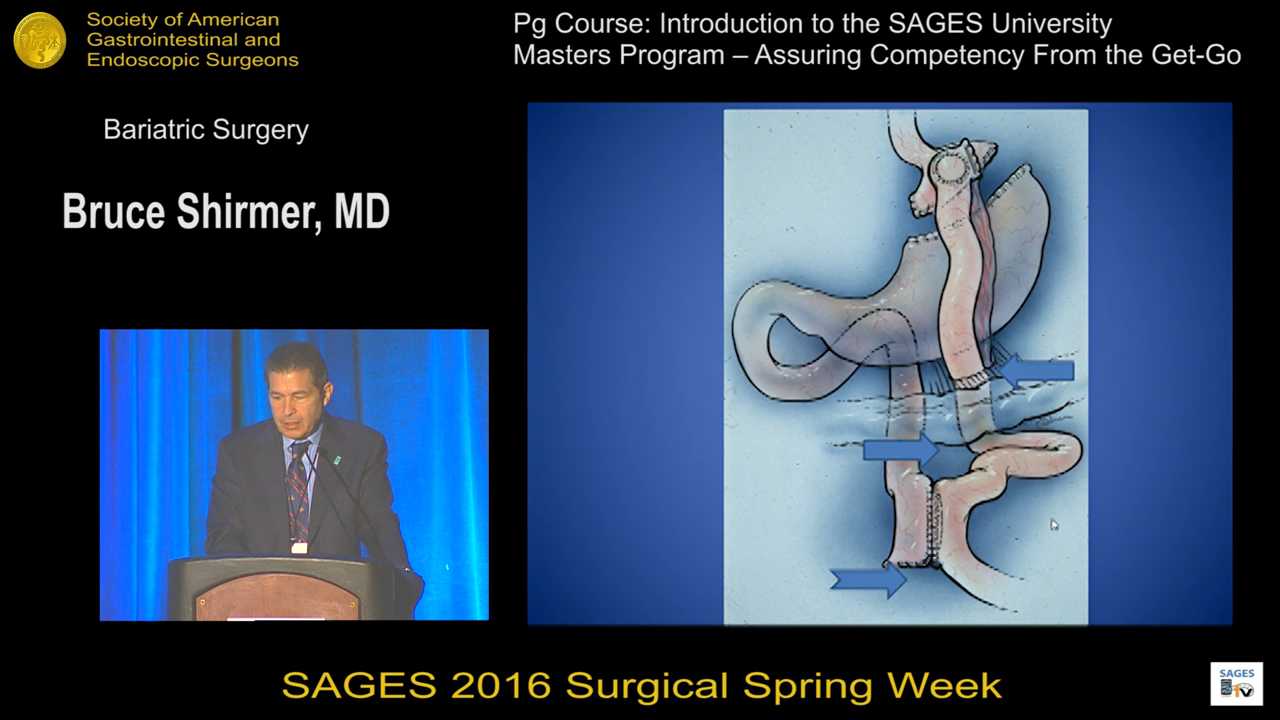 Society of American
Gastrointestinal and
Endoscopic Surgeons
Pg Course: Introduction to the SAGES University
Masters Program – Assuring Competency From the Get-Go
Bariatric Surgery
Bruce Shirmer, MD
SAGES 2016 Surgical Spring Week
SAGES
TV